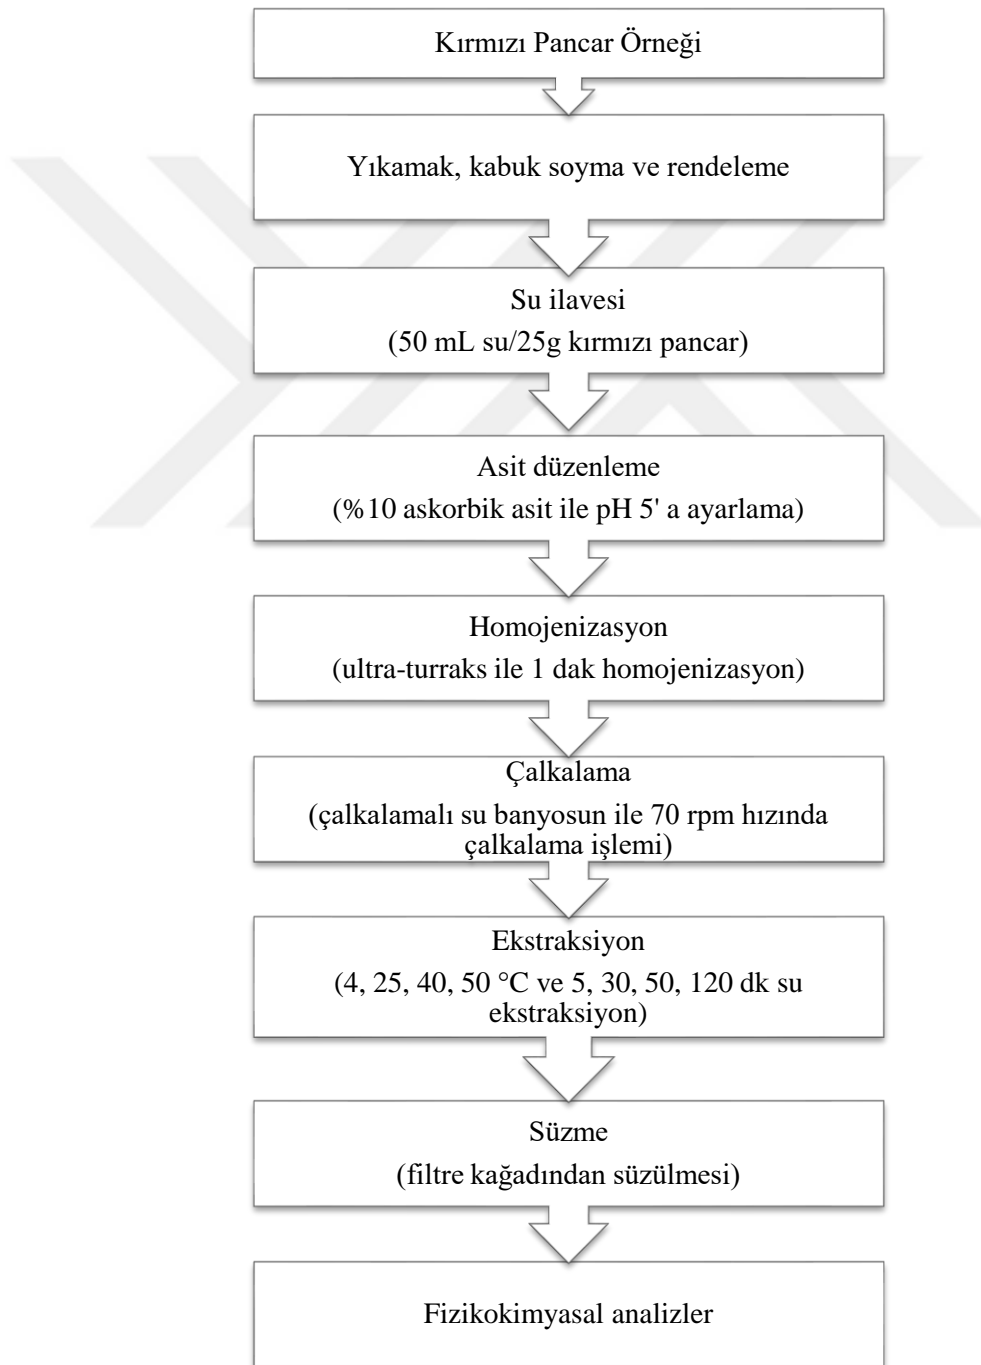 Kırmızı Pancar Örneği
Yıkamak, kabuk soyma ve rendeleme
Su ilavesi
(50 mL su/25g kırmızı pancar)
Asit düzenleme
(%10 askorbik asit ile pH 5' a ayarlama)
Homojenizasyon
(ultra-turraks ile 1 dak homojenizasyon)
Çalkalama
(çalkalamalı su banyosun ile 70 rpm hızında
çalkalama işlemi)
Ekstraksiyon
(4, 25, 40, 50 °C ve 5, 30, 50, 120 dk su
ekstraksiyon)
Süzme
(filtre kağadından süzülmesi)
Fizikokimyasal analizler